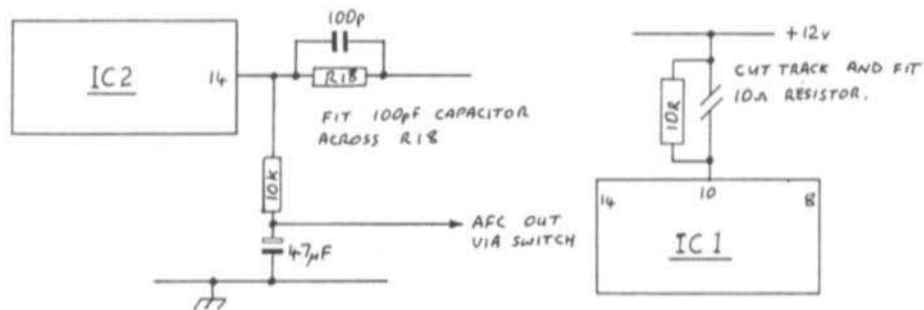 100p
IC2
14
R18
FIT 100pF CAPACITOR
ACROSS R18
10K
47µF
AFC OUT
VIA SWITCH
+12v
CUT TRACK AND FIT
10Ω RESISTOR.
10R
14
10
8
IC1